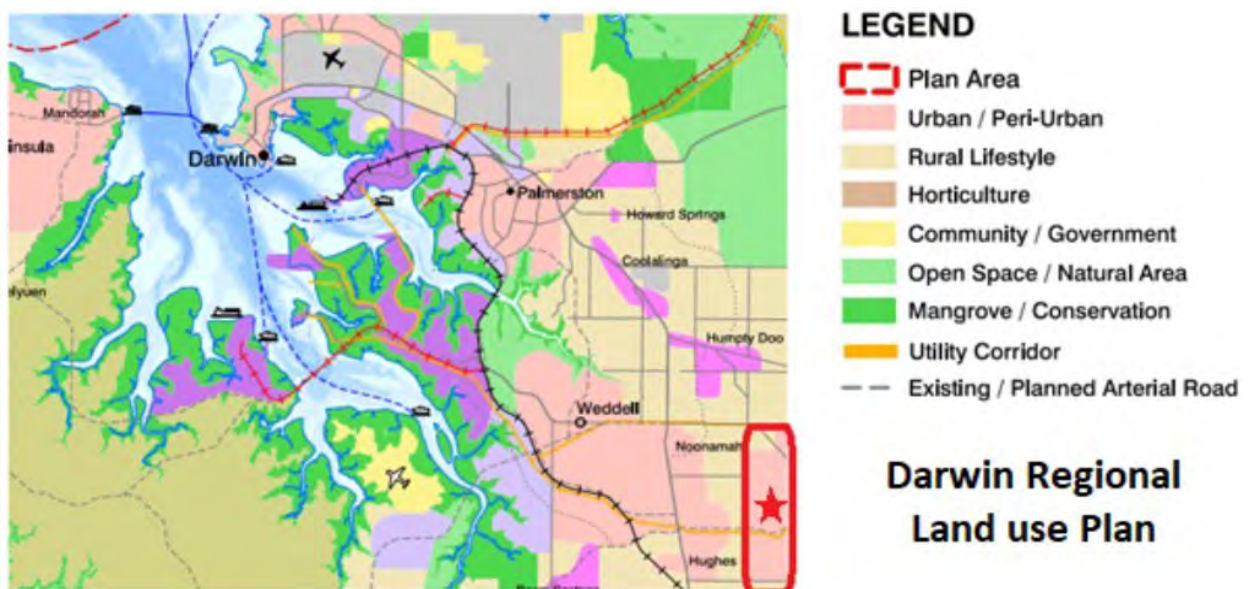 Mandorah
insula
Darwin
Palmerston
Howard Springs
Coolalinga
elyuen
Humpty Doo
Weddell
Noonamah
Hughes
LEGEND
Plan Area
Urban / Peri-Urban
Rural Lifestyle
Horticulture
Community / Government
Open Space / Natural Area
Mangrove / Conservation
Utility Corridor
Existing / Planned Arterial Road
Darwin Regional
Land use Plan